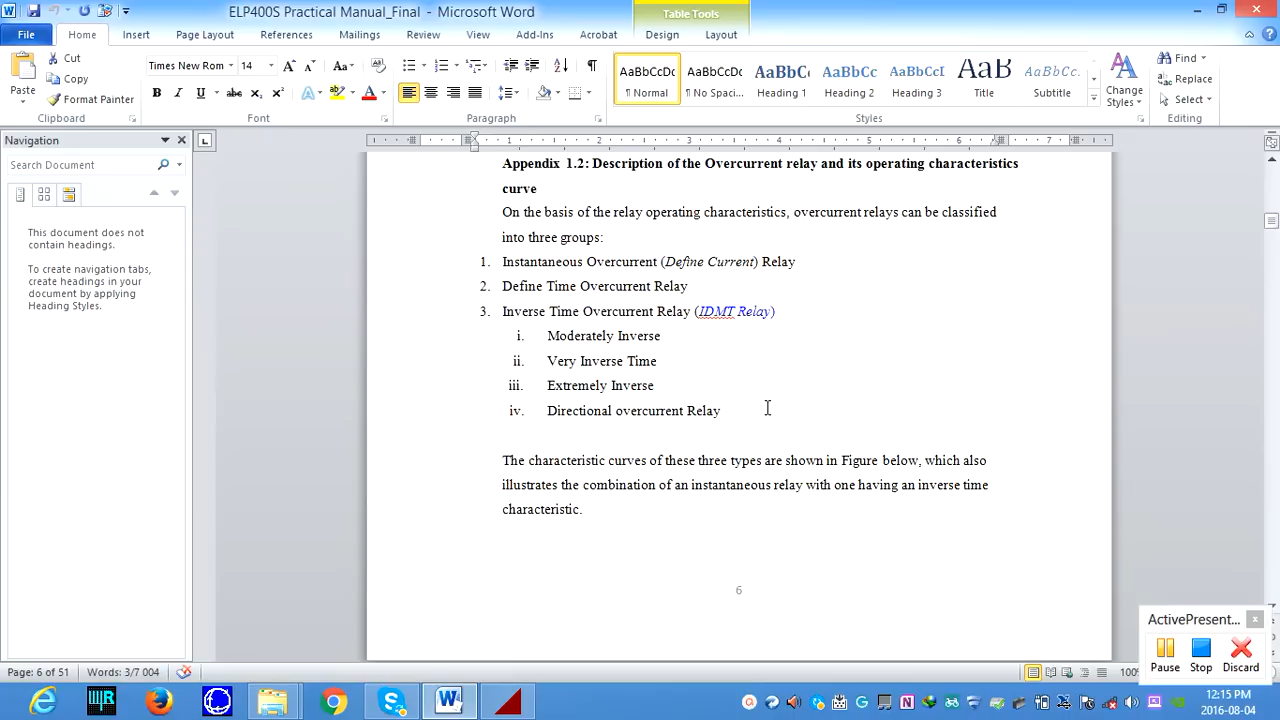 ELP400S Practical Manual_Final - Microsoft Word
Table Tools
File Home Insert Page Layout References Mailings Review View Add-Ins Acrobat Design Layout
Paste
Cut
Copy
Format Painter
Clipboard
Times New Rom 14
Font
Paragraph
AaBbCcDc AaBbCcDc AaBbC AaBbCc AaBbCcI AaB AaBbCcDc
¶ Normal ¶ No Spaci... Heading 1 Heading 2 Heading 3 Title Subtitle
Styles
Change
Styles
Find
Replace
Select
Editing
Navigation
Search Document
This document does not
contain headings.
To create navigation tabs,
create headings in your
document by applying
Heading Styles.
1 2 3 4 5 6 7
Appendix 1.2: Description of the Overcurrent relay and its operating characteristics
curve
On the basis of the relay operating characteristics, overcurrent relays can be classified
into three groups:
1. Instantaneous Overcurrent (Define Current) Relay
2. Define Time Overcurrent Relay
3. Inverse Time Overcurrent Relay (IDMT Relay)
i. Moderately Inverse
ii. Very Inverse Time
iii. Extremely Inverse
iv. Directional overcurrent Relay
The characteristic curves of these three types are shown in Figure below, which also
illustrates the combination of an instantaneous relay with one having an inverse time
characteristic.
6
ActivePresent...
Pause Stop Discard
Page: 6 of 51 Words: 3/7 004
100%
12:15 PM
2016-08-04